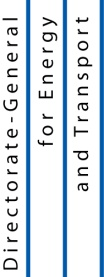 Directorate-General
for Energy
and Transport